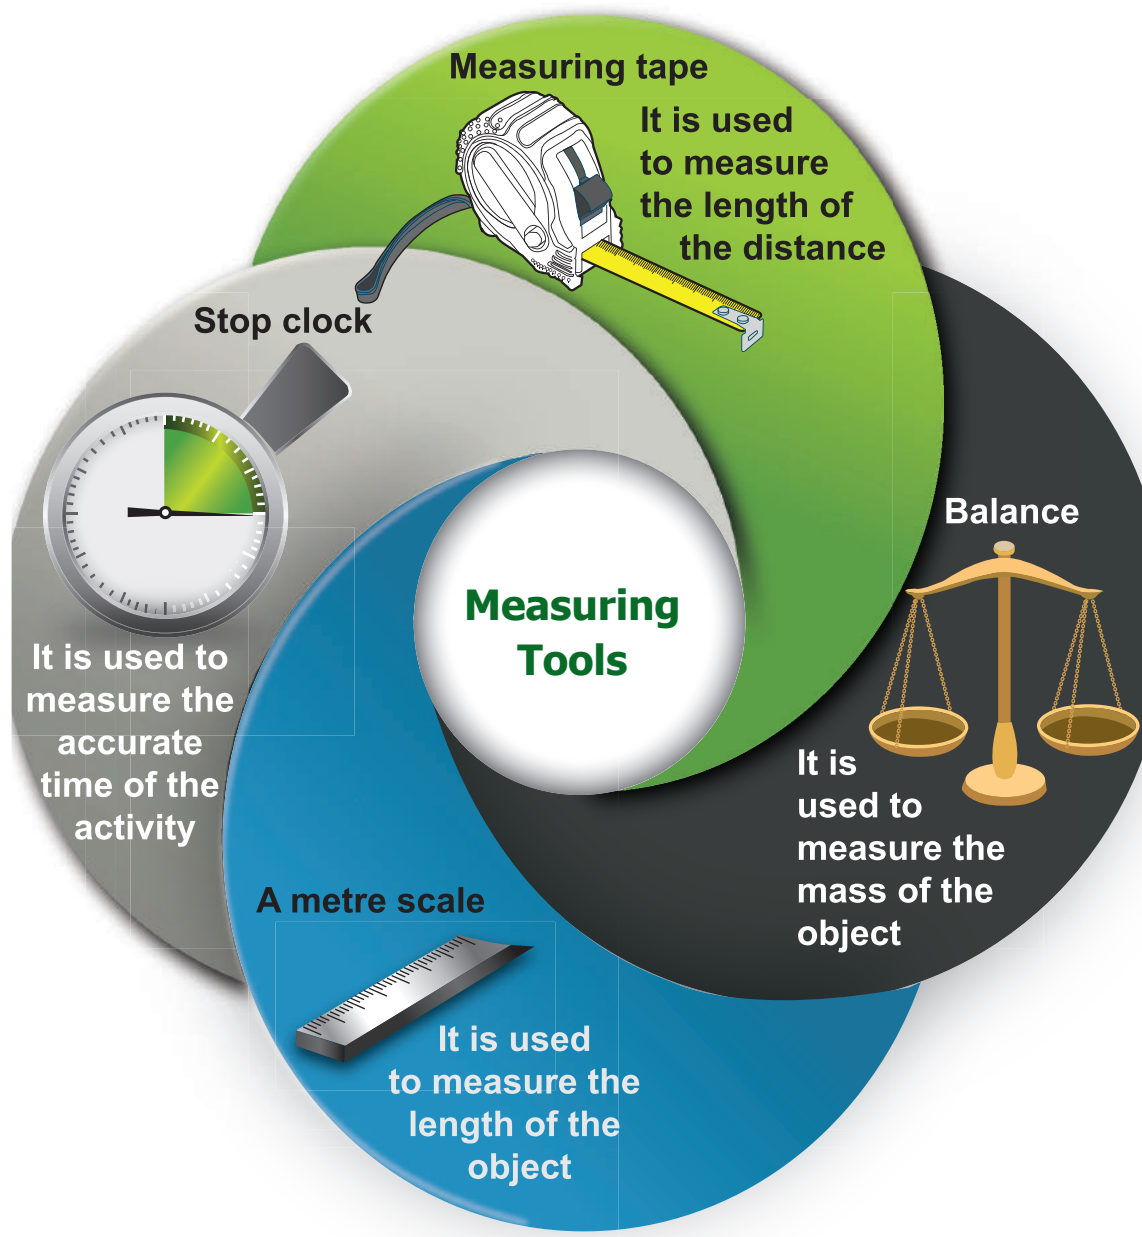 Measuring tape
It is used
to measure
the length of
the distance
Stop clock
It is used to
measure the
accurate
time of the
activity
Measuring
Tools
Balance
It is
used to
measure the
mass of the
object
A metre scale
It is used
to measure the
length of the
object